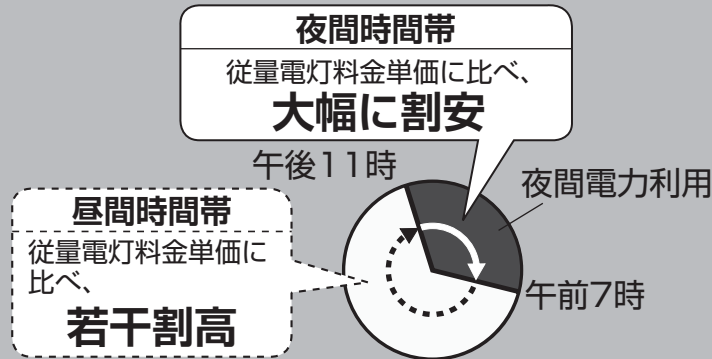 夜間時間帯
従量電灯料金単価に比べ、
大幅に割安
午後11時
夜間電力利用
昼間時間帯
従量電灯料金単価に
比べ、
若干割高
午前7時